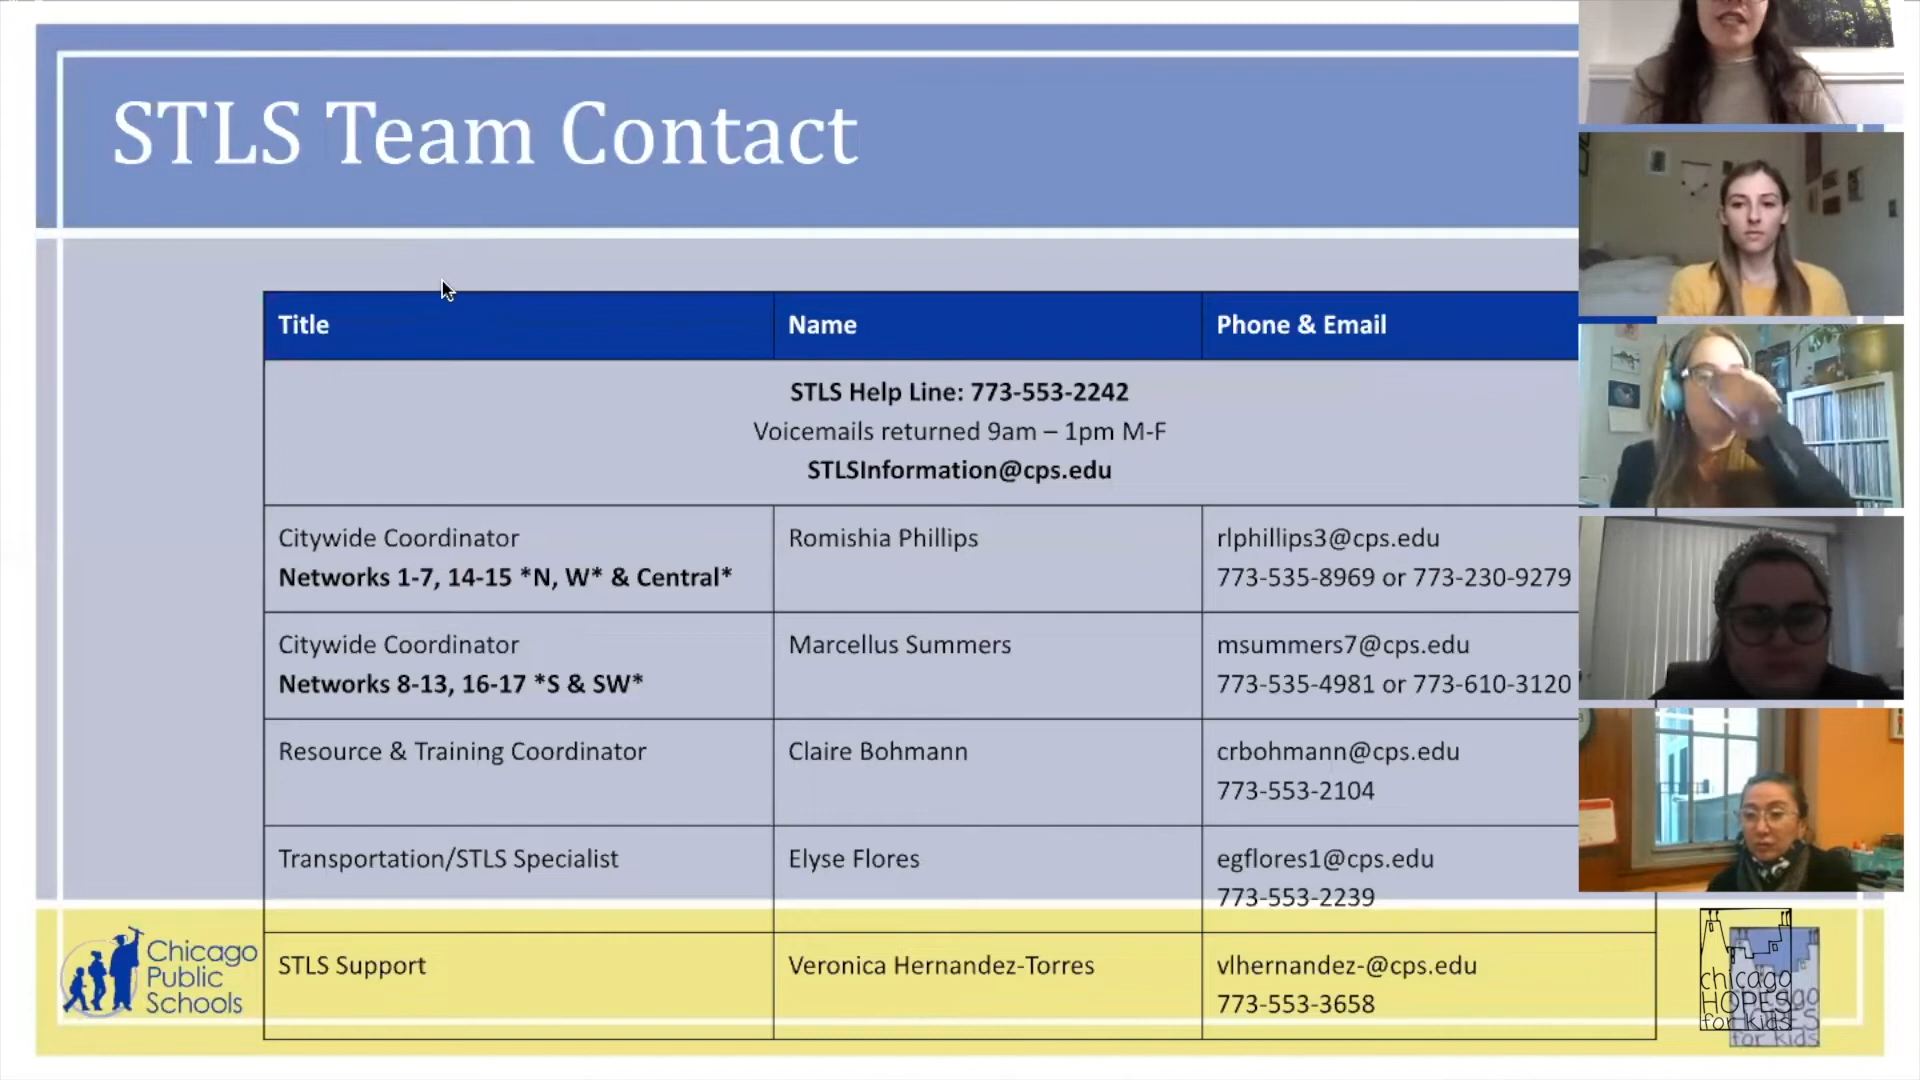 STLS Team Contact
Title
Name
Phone & Email
STLS Help Line: 773-553-2242
Voicemails returned 9am – 1pm M-F
STLSInformation@cps.edu
Citywide Coordinator
Networks 1-7, 14-15 *N, W* & Central*
Romishia Phillips
rlphillips3@cps.edu
773-535-8969 or 773-230-9279
Citywide Coordinator
Networks 8-13, 16-17 *S & SW*
Marcellus Summers
msummers7@cps.edu
773-535-4981 or 773-610-3120
Resource & Training Coordinator
Claire Bohmann
crbohmann@cps.edu
773-553-2104
Transportation/STLS Specialist
Elyse Flores
egflores1@cps.edu
773-553-2239
STLS Support
Veronica Hernandez-Torres
vlhernandez-@cps.edu
773-553-3658
Chicago
Public
Schools
chicago
HOPES
for kids